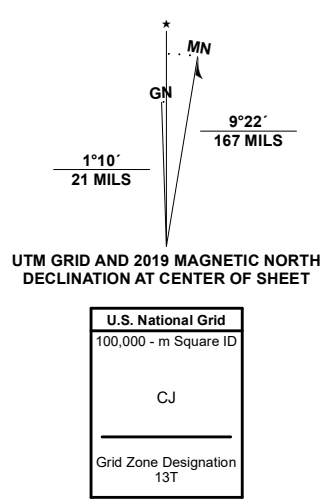 ★
MN
GN
9°22´
167 MILS
1°10´
21 MILS
UTM GRID AND 2019 MAGNETIC NORTH
DECLINATION AT CENTER OF SHEET
U.S. National Grid
100,000 - m Square ID
CJ
Grid Zone Designation
13T